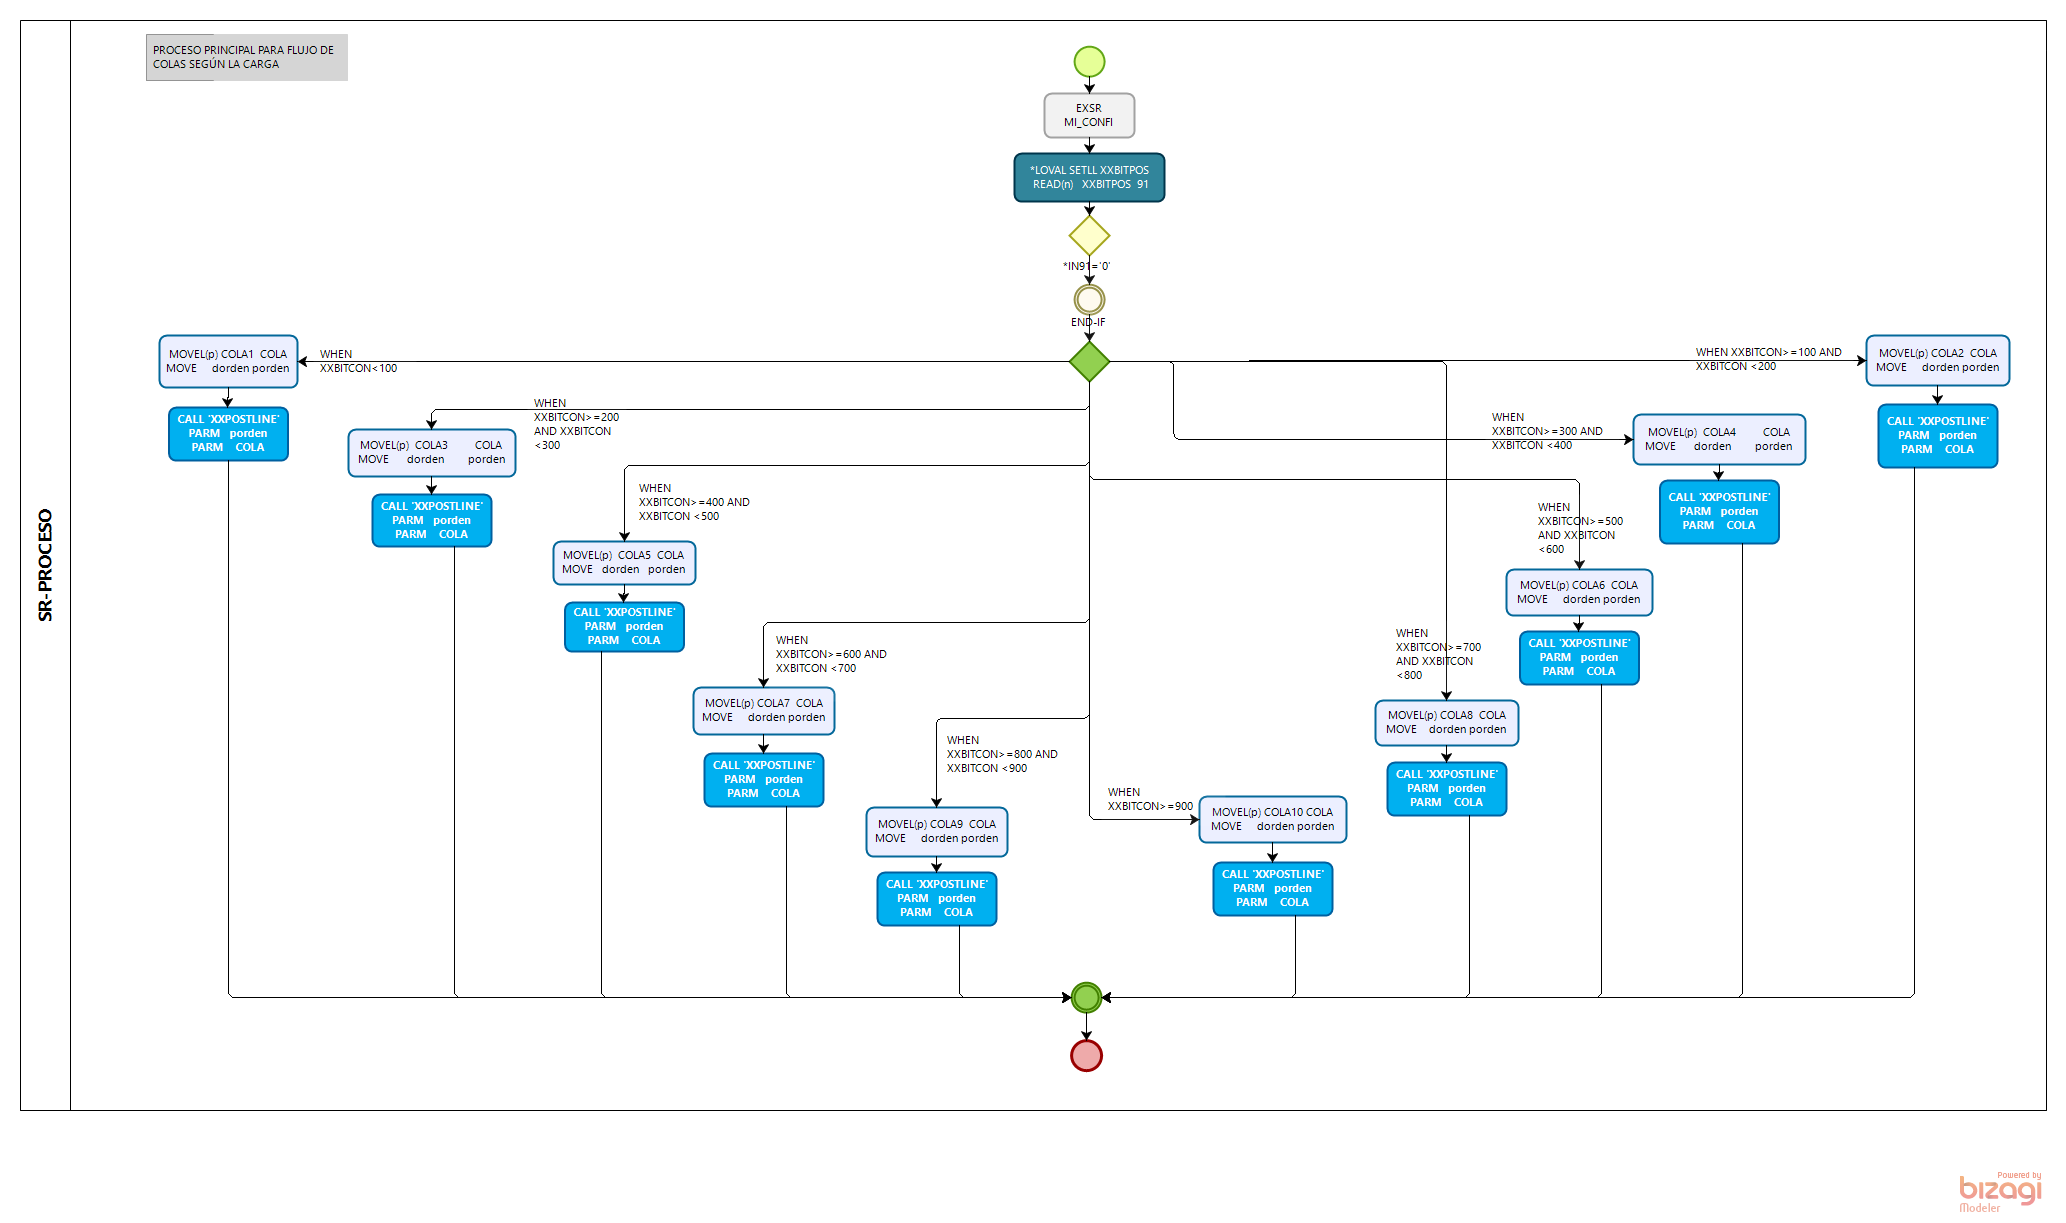 PROCESO PRINCIPAL PARA FLUJO DE
COLAS SEGÚN LA CARGA
SR-PROCESO
EXSR
MI_CONFI
*LOVAL SETLL XXBITPOS
READ(n) XXBITPOS 91
*IN91='0'
END-IF
MOVEL(p) COLA1 COLA
MOVE dorden porden
WHEN
XXBITCON<100
CALL 'XXPOSTLINE'
PARM porden
PARM COLA
WHEN XXBITCON>=100 AND
XXBITCON <200
MOVEL(p) COLA2 COLA
MOVE dorden porden
CALL 'XXPOSTLINE'
PARM porden
PARM COLA
WHEN
XXBITCON>=200
AND XXBITCON
<300
MOVEL(p) COLA3 COLA
MOVE dorden porden
CALL 'XXPOSTLINE'
PARM porden
PARM COLA
WHEN
XXBITCON>=300 AND
XXBITCON <400
MOVEL(p) COLA4 COLA
MOVE dorden porden
CALL 'XXPOSTLINE'
PARM porden
PARM COLA
WHEN
XXBITCON>=400 AND
XXBITCON <500
MOVEL(p) COLA5 COLA
MOVE dorden porden
CALL 'XXPOSTLINE'
PARM porden
PARM COLA
WHEN
XXBITCON>=500
AND XXBITCON
<600
MOVEL(p) COLA6 COLA
MOVE dorden porden
CALL 'XXPOSTLINE'
PARM porden
PARM COLA
WHEN
XXBITCON>=600 AND
XXBITCON <700
MOVEL(p) COLA7 COLA
MOVE dorden porden
CALL 'XXPOSTLINE'
PARM porden
PARM COLA
WHEN
XXBITCON>=700
AND XXBITCON
<800
MOVEL(p) COLA8 COLA
MOVE dorden porden
CALL 'XXPOSTLINE'
PARM porden
PARM COLA
WHEN
XXBITCON>=800 AND
XXBITCON <900
MOVEL(p) COLA9 COLA
MOVE dorden porden
CALL 'XXPOSTLINE'
PARM porden
PARM COLA
WHEN
XXBITCON>=900
MOVEL(p) COLA10 COLA
MOVE dorden porden
CALL 'XXPOSTLINE'
PARM porden
PARM COLA
Powered by
bizagi
Modeler